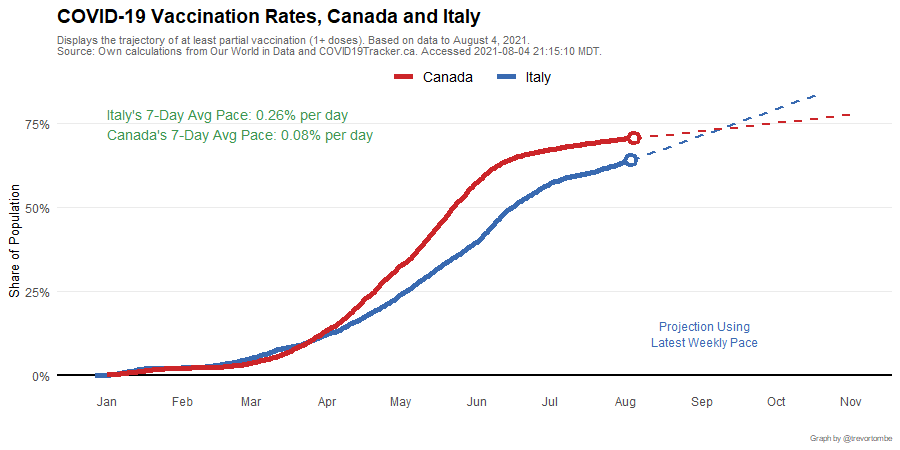 COVID-19 Vaccination Rates, Canada and Italy
Displays the trajectory of at least partial vaccination (1+ doses). Based on data to August 4, 2021.
Source: Own calculations from Our World in Data and COVID19Tracker.ca. Accessed 2021-08-04 21:15:10 MDT.
Canada
Italy
Italy's 7-Day Avg Pace: 0.26% per day
Canada's 7-Day Avg Pace: 0.08% per day
Share of Population
75%
50%
25%
0%
Projection Using
Latest Weekly Pace
Jan Feb Mar Apr May Jun Jul Aug Sep Oct Nov
Graph by @trevortombe